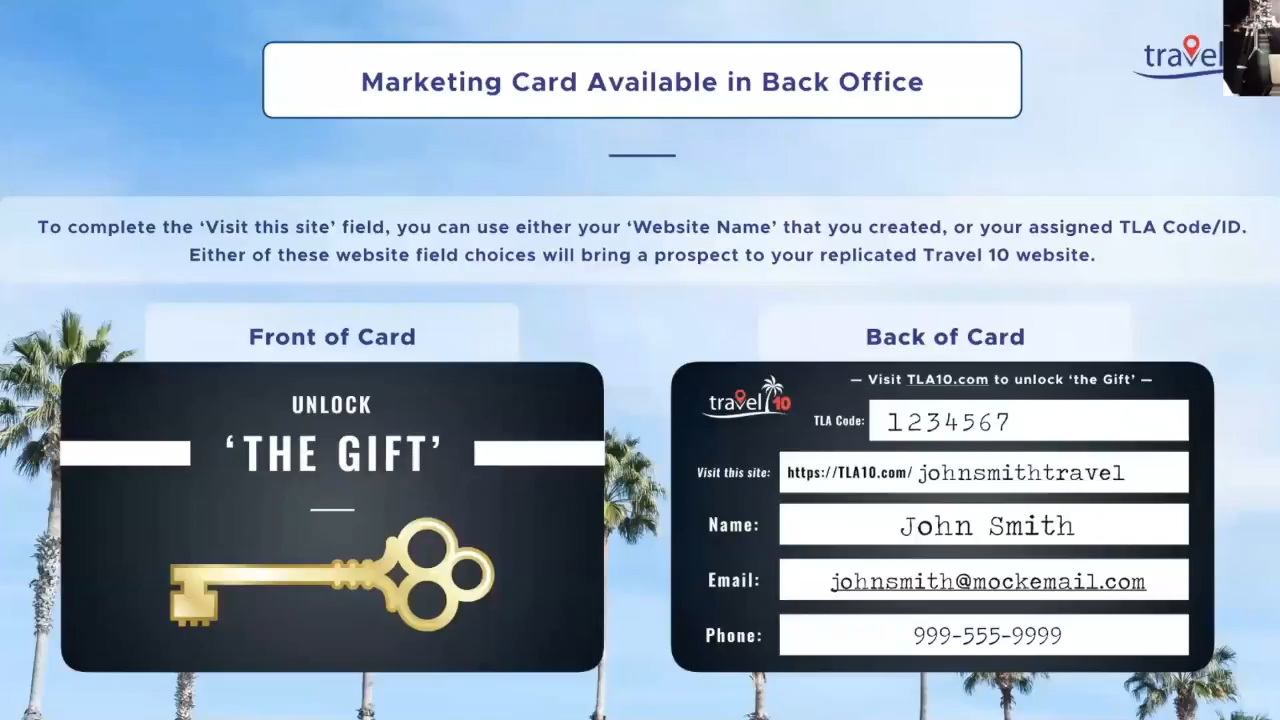 Marketing Card Available in Back Office
travel
To complete the ‘Visit this site’ field, you can use either your ‘Website Name’ that you created, or your assigned TLA Code/ID.
Either of these website field choices will bring a prospect to your replicated Travel 10 website.
Front of Card
UNLOCK
‘THE GIFT’
Back of Card
— Visit TLA10.com to unlock ‘the Gift’ —
travel 10
TLA Code: 1234567
Visit this site: https://TLA10.com/ johnsmithtravel
Name: John Smith
Email: johnsmith@mockemail.com
Phone: 999-555-9999